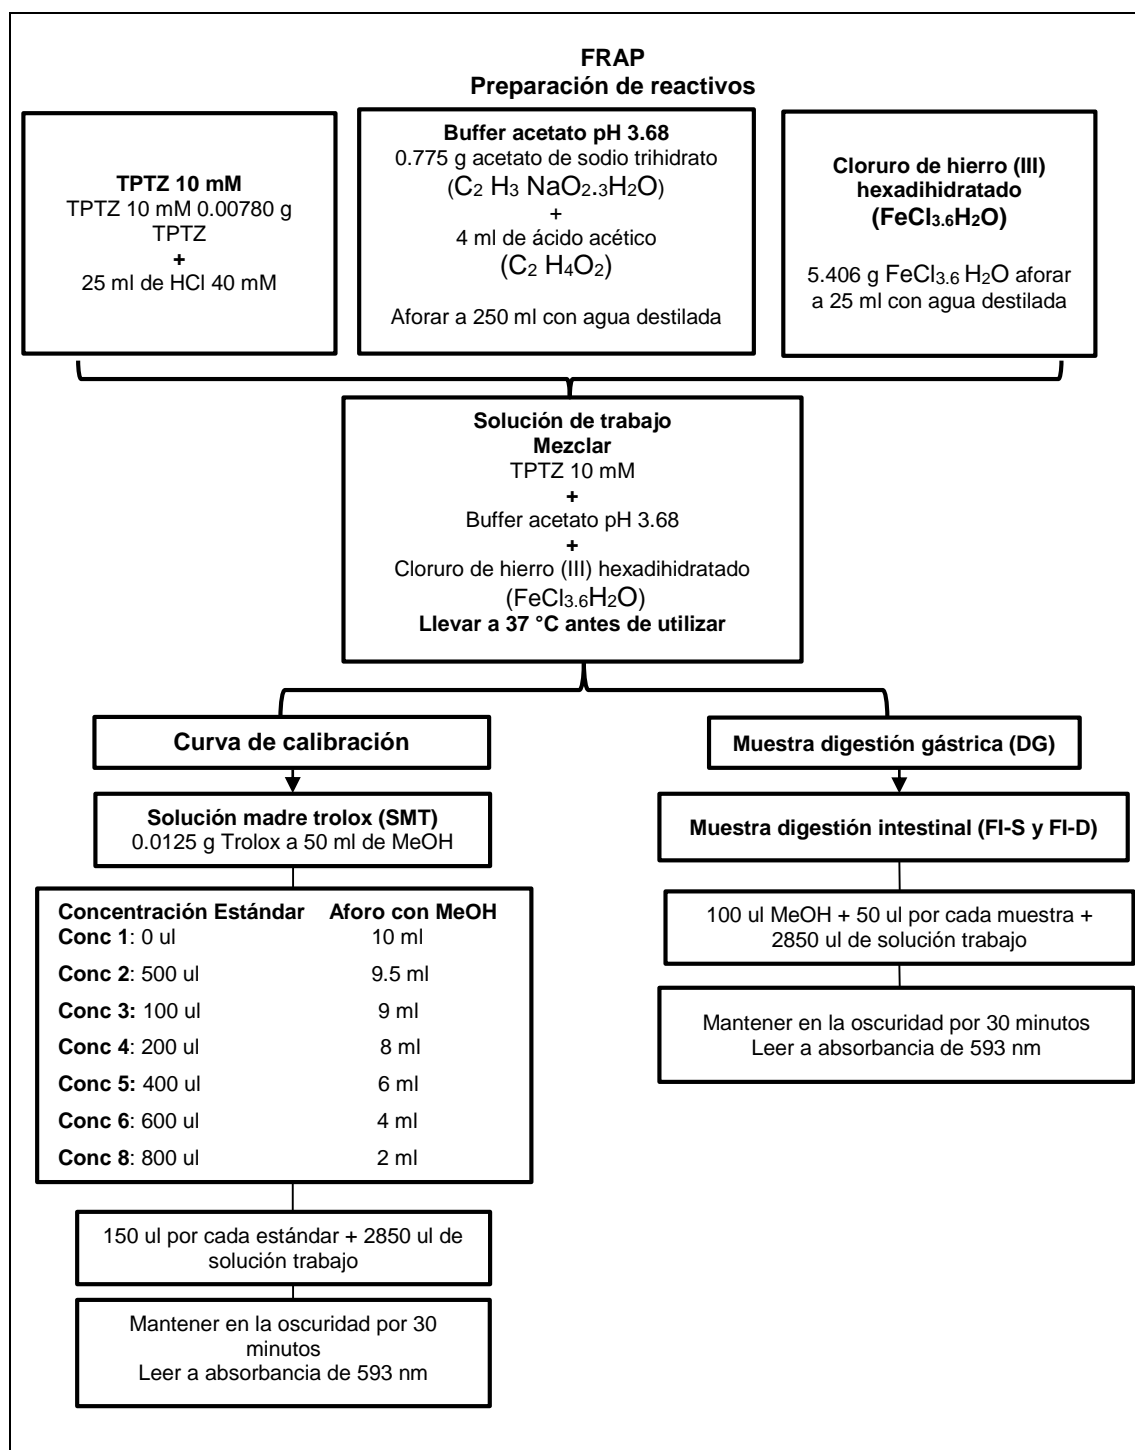 FRAP
Preparación de reactivos
TPTZ 10 mM
TPTZ 10 mM 0.00780 g
TPTZ
+
25 ml de HCl 40 mM
Buffer acetato pH 3.68
0.775 g acetato de sodio trihidrato
(C₂ H₃ NaO₂.3H₂O)
+
4 ml de ácido acético
(C₂ H₄O₂)
Aforar a 250 ml con agua destilada
Cloruro de hierro (III)
hexadihidratado
(FeCl₃.₆H₂O)
5.406 g FeCl₃.₆ H₂O aforar
a 25 ml con agua destilada
Solución de trabajo
Mezclar
TPTZ 10 mM
+
Buffer acetato pH 3.68
+
Cloruro de hierro (III) hexadihidratado
(FeCl₃.₆H₂O)
Llevar a 37 °C antes de utilizar
Curva de calibración
Solución madre trolox (SMT)
0.0125 g Trolox a 50 ml de MeOH
Concentración Estándar Aforo con MeOH
Conc 1: 0 ul 10 ml
Conc 2: 500 ul 9.5 ml
Conc 3: 100 ul 9 ml
Conc 4: 200 ul 8 ml
Conc 5: 400 ul 6 ml
Conc 6: 600 ul 4 ml
Conc 8: 800 ul 2 ml
150 ul por cada estándar + 2850 ul de
solución trabajo
Mantener en la oscuridad por 30
minutos
Leer a absorbancia de 593 nm
Muestra digestión gástrica (DG)
Muestra digestión intestinal (FI-S y FI-D)
100 ul MeOH + 50 ul por cada muestra +
2850 ul de solución trabajo
Mantener en la oscuridad por 30 minutos
Leer a absorbancia de 593 nm